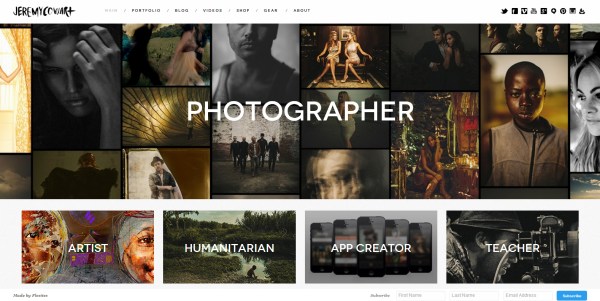 JEREMYCOWART
HOME / PORTFOLIO / BLOG / VIDEOS / SHOP / GEAR / ABOUT
PHOTOGRAPHER
ARTIST
HUMANITARIAN
APP CREATOR
TEACHER
Made by Flosites
Subscribe First Name Last Name Email Address Subscribe